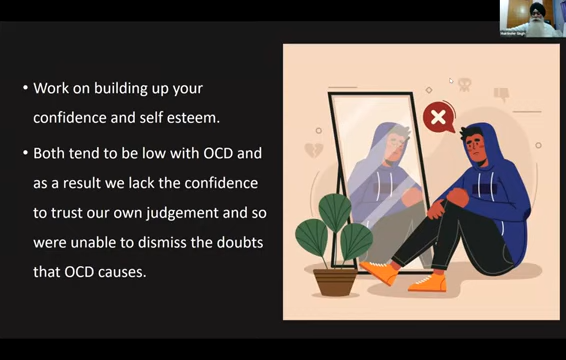 • Work on building up your
confidence and self esteem.
• Both tend to be low with OCD and
as a result we lack the confidence
to trust our own judgement and so
were unable to dismiss the doubts
that OCD causes.